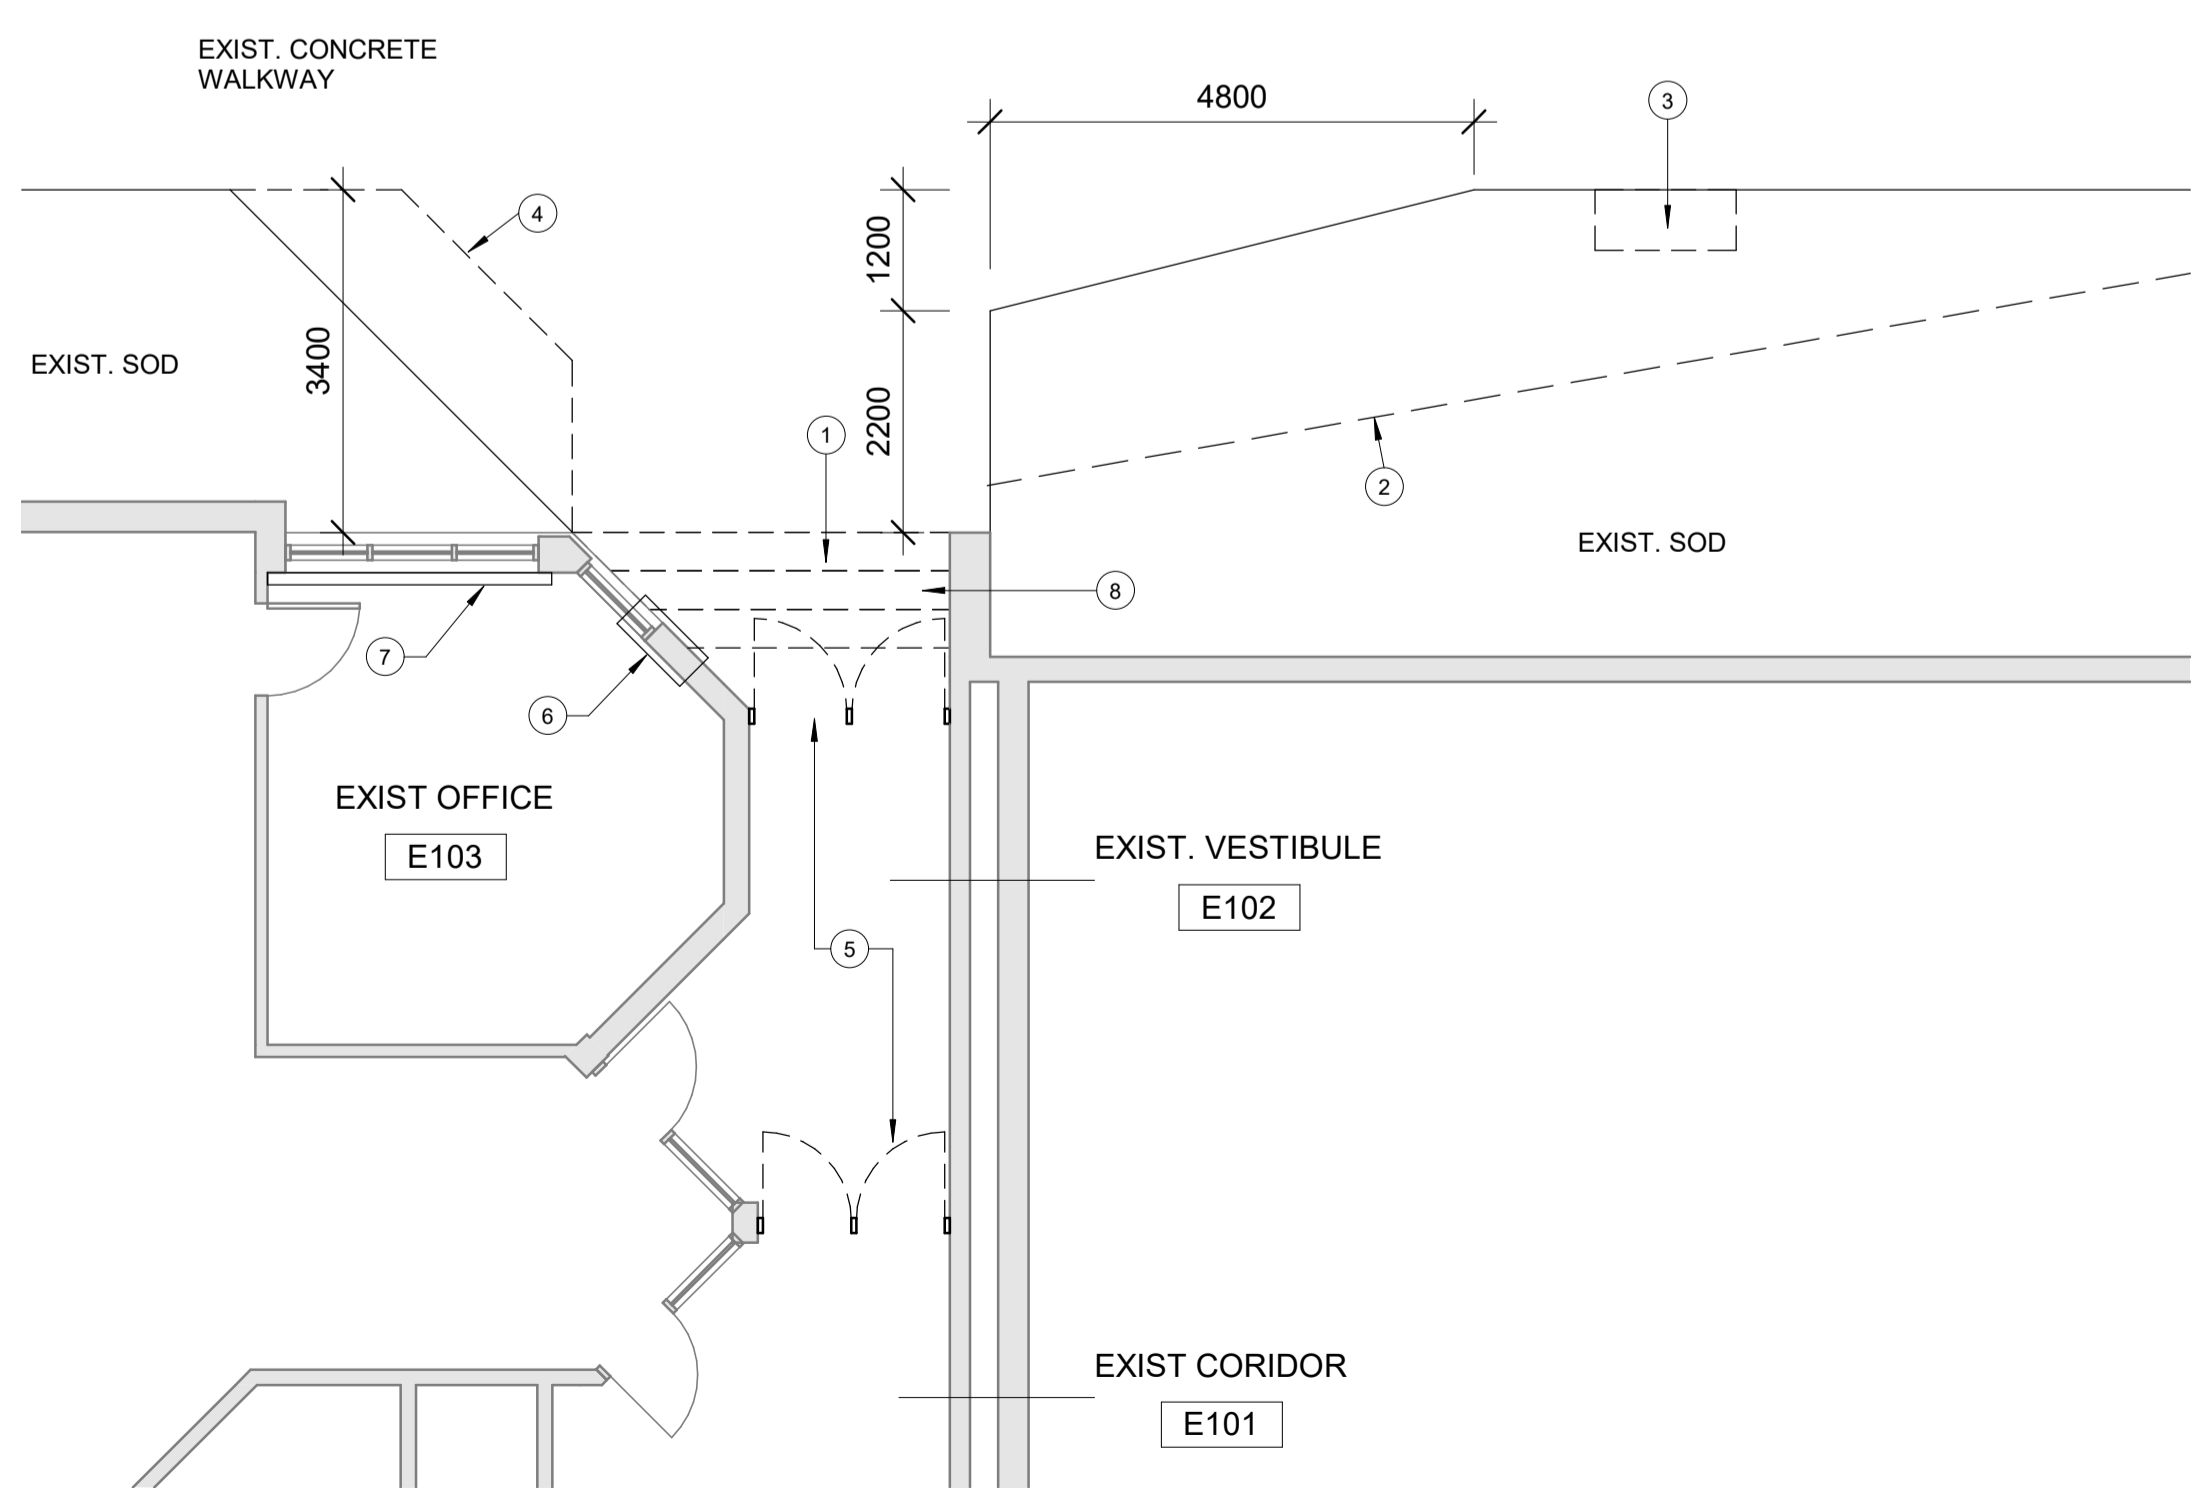 EXIST. CONCRETE
WALKWAY
4800
3
4
1200
3400
EXIST. SOD
2200
1
2
EXIST. SOD
8
7
6
EXIST OFFICE
E103
EXIST. VESTIBULE
E102
5
EXIST CORIDOR
E101